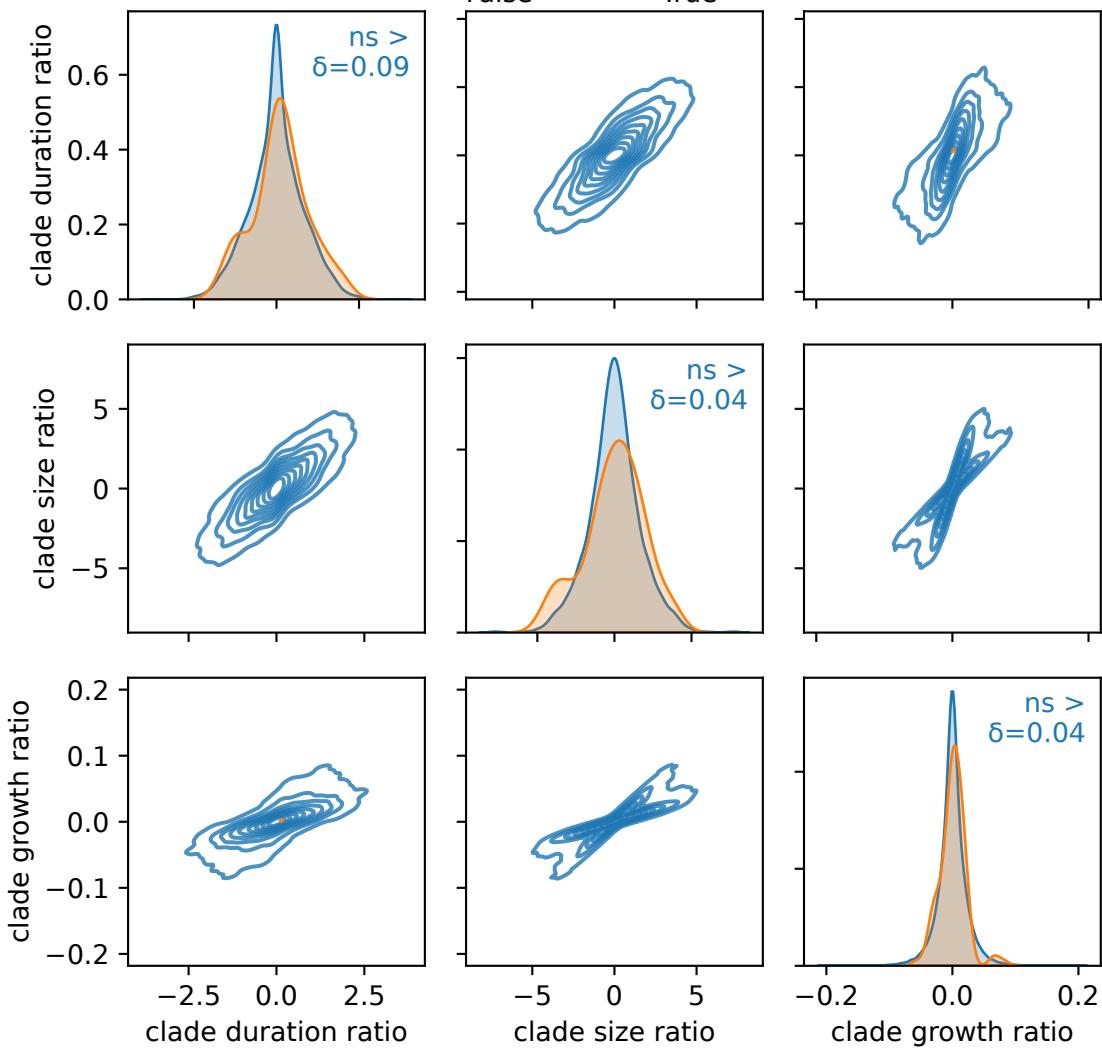 False True
clade duration ratio
0.6
0.4
0.2
0.0
ns >
δ=0.09
clade size ratio
5
0
−5
ns >
δ=0.04
clade growth ratio
0.2
0.1
0.0
−0.1
−0.2
ns >
δ=0.04
−2.5 0.0 2.5
−5 0 5
−0.2 0.0 0.2
clade duration ratio
clade size ratio
clade growth ratio